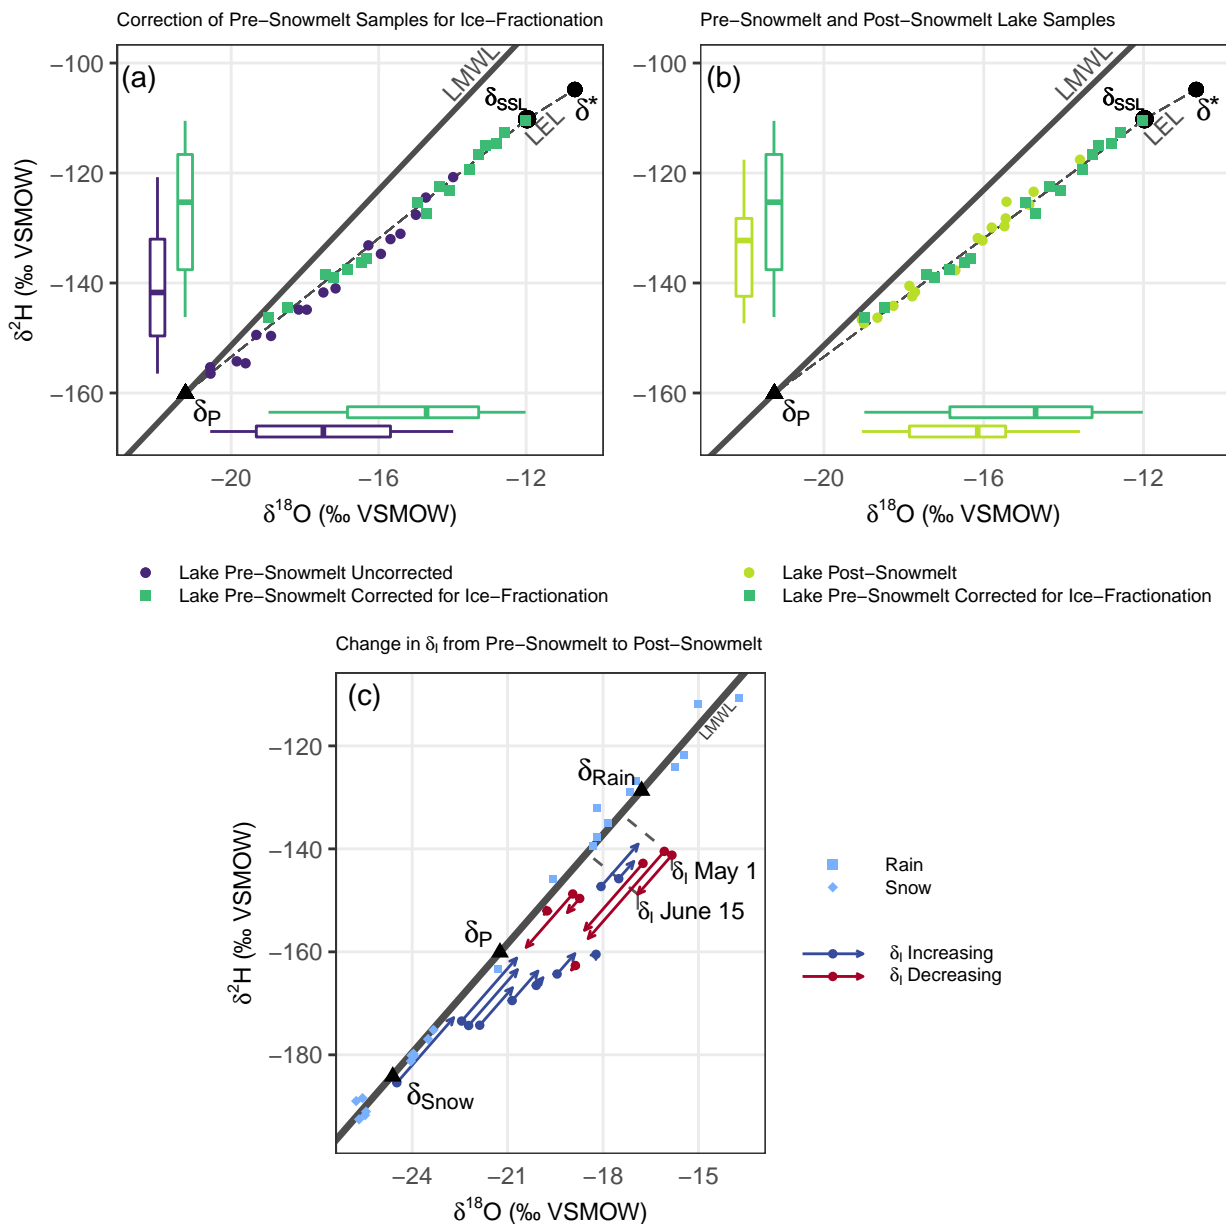 Correction of Pre−Snowmelt Samples for Ice−Fractionation
Pre−Snowmelt and Post−Snowmelt Lake Samples
(a)
LMWL
δSSL
δ*
LEL
δP
−100
−120
−140
−160
δ²H (‰ VSMOW)
−20
−16
−12
δ¹⁸O (‰ VSMOW)
(b)
LMWL
δSSL
δ*
LEL
δP
−100
−120
−140
−160
−20
−16
−12
δ¹⁸O (‰ VSMOW)
Lake Pre−Snowmelt Uncorrected
Lake Pre−Snowmelt Corrected for Ice−Fractionation
Lake Post−Snowmelt
Lake Pre−Snowmelt Corrected for Ice−Fractionation
Change in δl from Pre−Snowmelt to Post−Snowmelt
(c)
LMWL
δRain
δl May 1
δl June 15
δP
δSnow
−120
−140
−160
−180
δ²H (‰ VSMOW)
−24
−21
−18
−15
δ¹⁸O (‰ VSMOW)
Rain
Snow
δl Increasing
δl Decreasing